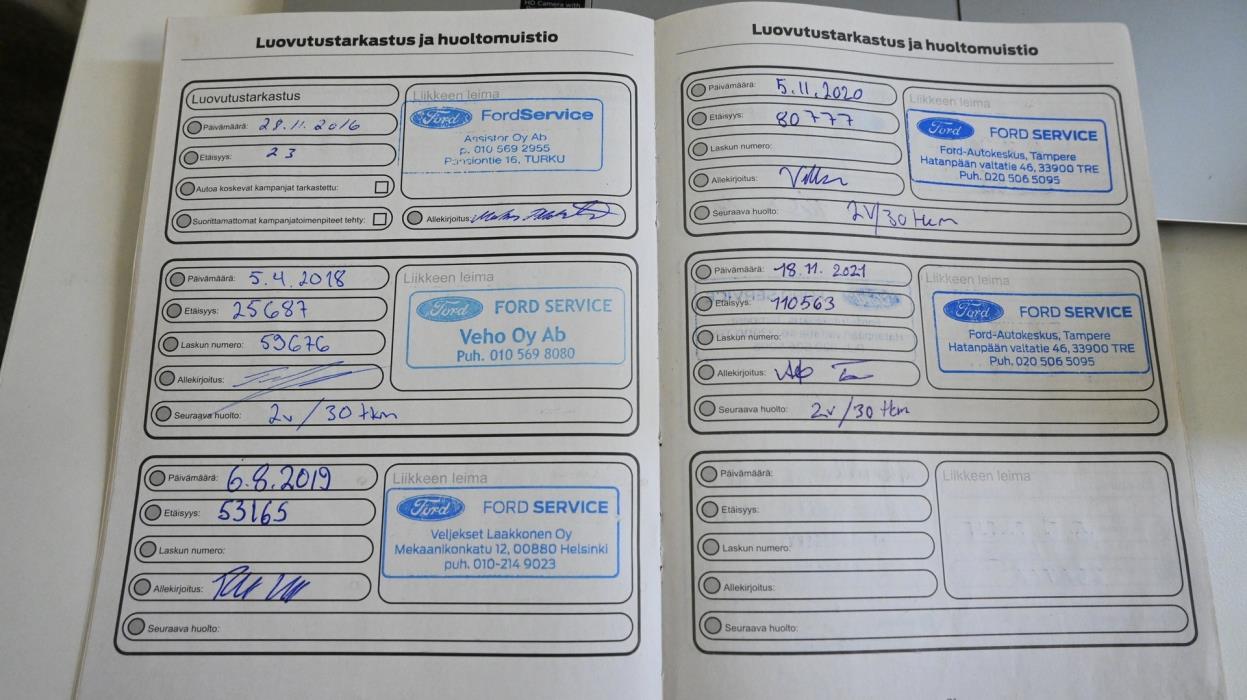 HD Camera with
Luovutustarkastus ja huoltomuistio
Luovutustarkastus
Päivämäärä: 28.11.2016
Etäisyys: 23
Autoa koskevat kampanjat tarkastettu:
Suorittamattomat kampanjatoimenpiteet tehty:
Liikkeen leima
Ford FordService
Assistor Oy Ab
p. 010 569 2955
Pansiontie 16, TURKU
Allekirjoitus:
Päivämäärä: 5.4.2018
Etäisyys: 25687
Laskun numero: 59676
Allekirjoitus:
Seuraava huolto: 2v/30 tkm
Liikkeen leima
Ford FORD SERVICE
Veho Oy Ab
Puh. 010 569 8080
Päivämäärä: 6.8.2019
Etäisyys: 53165
Laskun numero:
Allekirjoitus:
Seuraava huolto:
Liikkeen leima
Ford FORD SERVICE
Veljekset Laakkonen Oy
Mekaanikonkatu 12, 00880 Helsinki
puh. 010-214 9023
Luovutustarkastus ja huoltomuistio
Päivämäärä: 5.11.2020
Etäisyys: 80777
Laskun numero:
Allekirjoitus:
Seuraava huolto: 2V/30 tkm
Liikkeen leima
Ford FORD SERVICE
Ford-Autokeskus, Tampere
Hatanpään valtatie 46, 33900 TRE
Puh. 020 506 5095
Päivämäärä: 18.11.2021
Etäisyys: 110563
Laskun numero:
Allekirjoitus:
Seuraava huolto: 2v/30 tkm
Liikkeen leima
Ford FORD SERVICE
Ford-Autokeskus, Tampere
Hatanpään valtatie 46, 33900 TRE
Puh. 020 506 5095
Päivämäärä:
Etäisyys:
Laskun numero:
Allekirjoitus:
Seuraava huolto:
Liikkeen leima